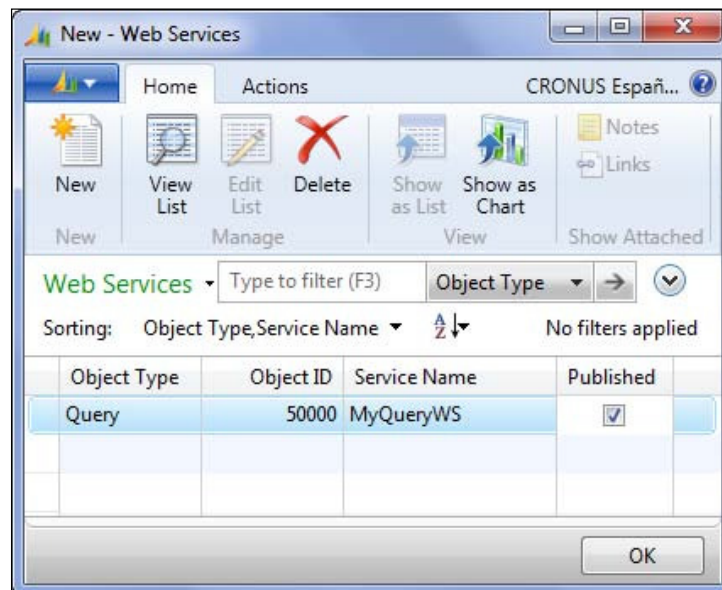 New - Web Services
Home Actions CRONUS Españ...
New View List Edit List Delete Show as List Show as Chart Notes
Links
New Manage View Show Attached
Web Services Type to filter (F3) Object Type
Sorting: Object Type,Service Name A Z No filters applied
Object Type Object ID Service Name Published
Query 50000 MyQueryWS
OK